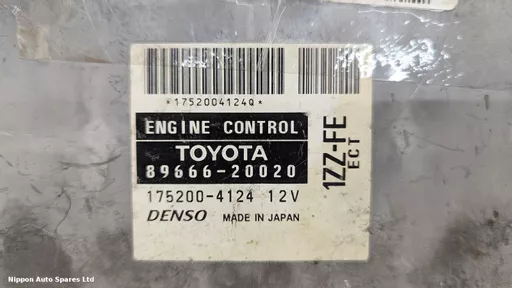 *1752004124Q*
ENGINE CONTROL
TOYOTA
89666-20020
175200-4124 12V
DENSO MADE IN JAPAN
1ZZ-FE
ECT
Nippon Auto Spares Ltd